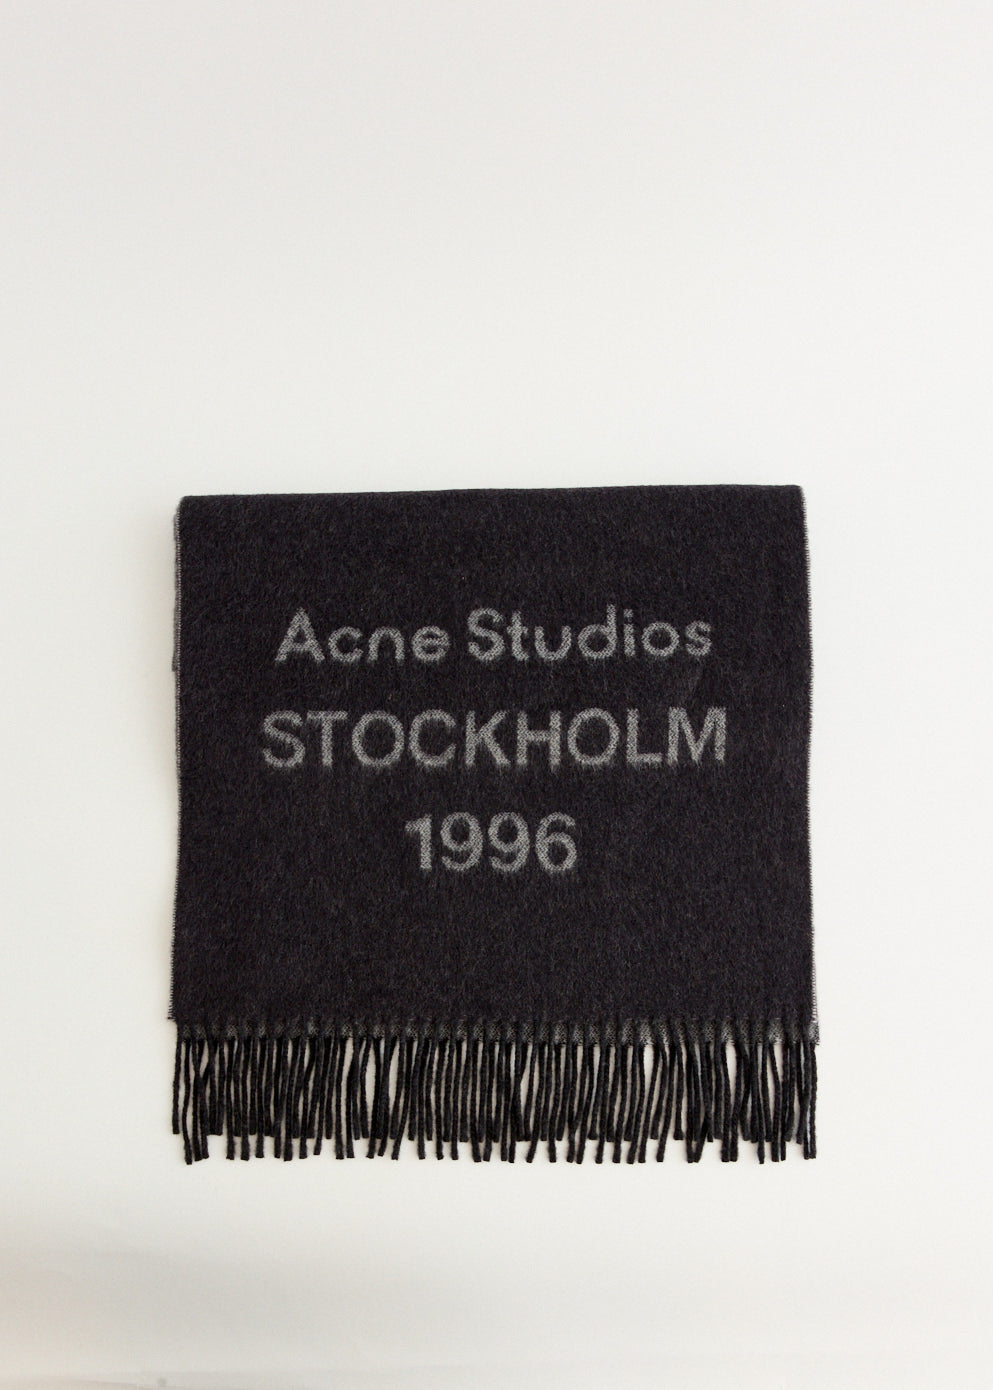 Acne Studios
STOCKHOLM
1996